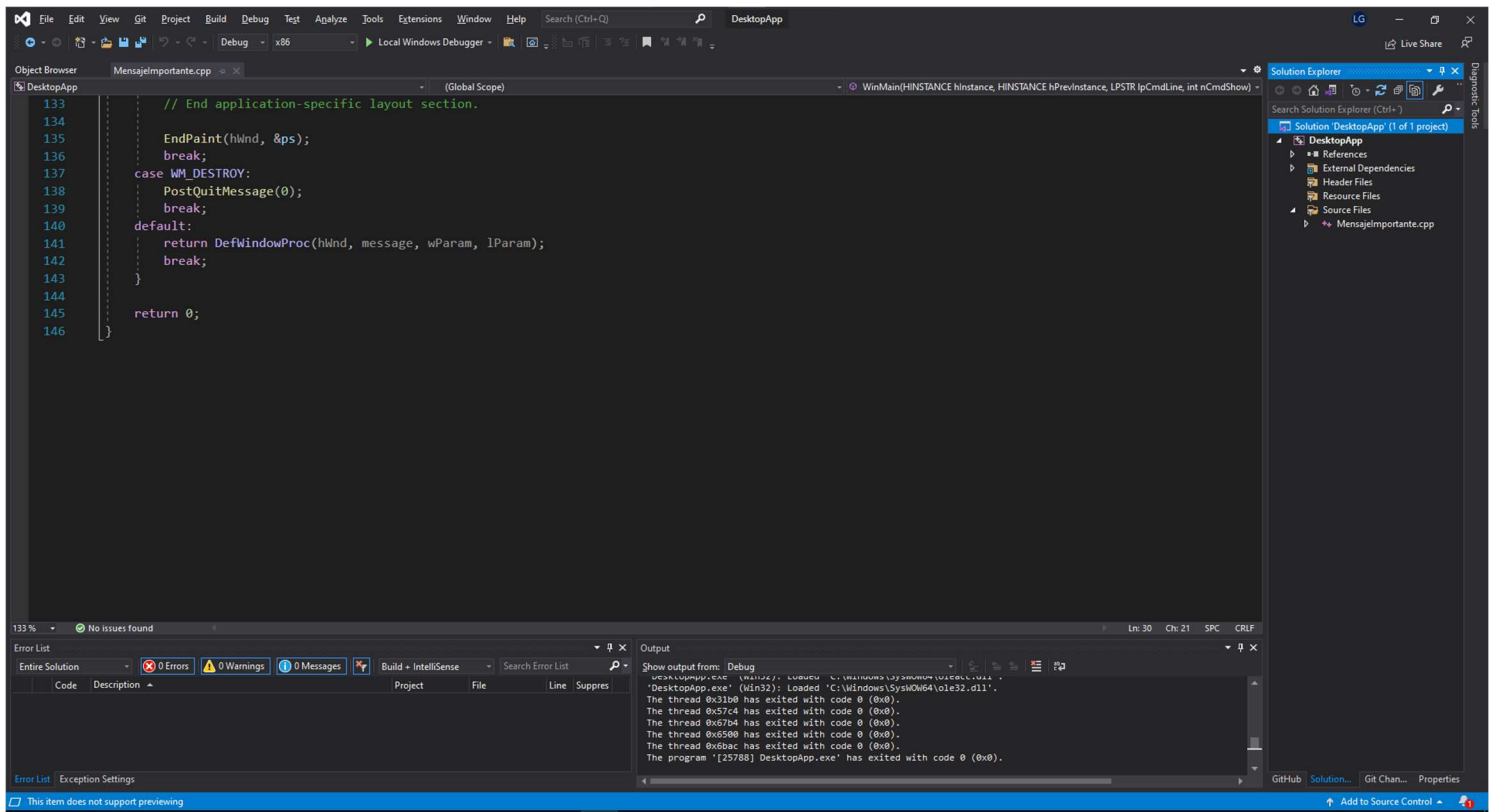 File Edit View Git Project Build Debug Test Analyze Tools Extensions Window Help Search (Ctrl+Q) DesktopApp LG
Debug x86 Local Windows Debugger Live Share
Object Browser MensajeImportante.cpp
DesktopApp (Global Scope) WinMain(HINSTANCE hInstance, HINSTANCE hPrevInstance, LPSTR lpCmdLine, int nCmdShow)
133 // End application-specific layout section.
134
135 EndPaint(hWnd, &ps);
136 break;
137 case WM_DESTROY:
138 PostQuitMessage(0);
139 break;
140 default:
141 return DefWindowProc(hWnd, message, wParam, lParam);
142 break;
143 }
144
145 return 0;
146 }
133 % No issues found Ln: 30 Ch: 21 SPC CRLF
Solution Explorer
Search Solution Explorer (Ctrl+´)
Solution 'DesktopApp' (1 of 1 project)
DesktopApp
References
External Dependencies
Header Files
Resource Files
Source Files
MensajeImportante.cpp
Diagnostic Tools
Error List
Entire Solution 0 Errors 0 Warnings 0 Messages Build + IntelliSense Search Error List
Code Description Project File Line Suppres
Error List Exception Settings
Output
Show output from: Debug
'DesktopApp.exe' (Win32): Loaded 'C:\Windows\SysWOW64\oleacc.dll'.
'DesktopApp.exe' (Win32): Loaded 'C:\Windows\SysWOW64\ole32.dll'.
The thread 0x31b0 has exited with code 0 (0x0).
The thread 0x57c4 has exited with code 0 (0x0).
The thread 0x67b4 has exited with code 0 (0x0).
The thread 0x6500 has exited with code 0 (0x0).
The thread 0x6bac has exited with code 0 (0x0).
The program '[25788] DesktopApp.exe' has exited with code 0 (0x0).
GitHub Solution... Git Chan... Properties
This item does not support previewing Add to Source Control 1